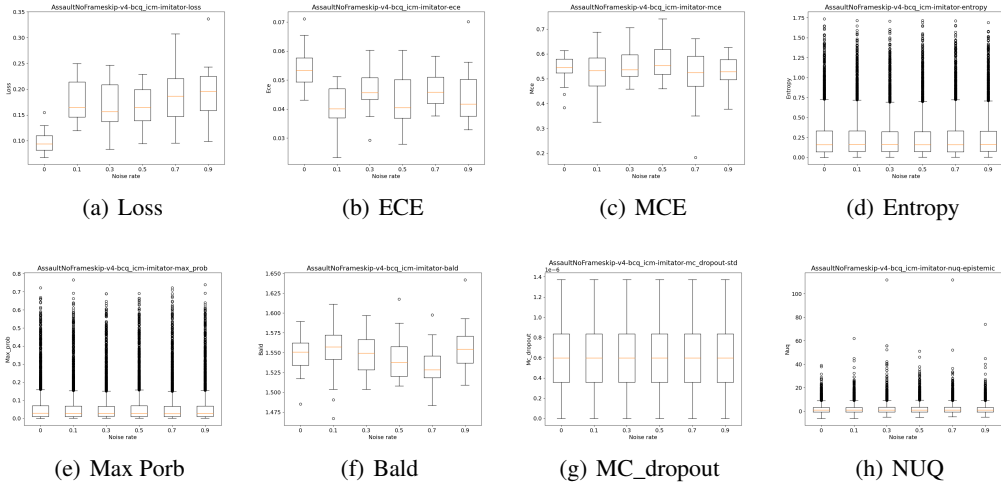 AssaultNoFrameskip-v4-bcq_icm-imitator-loss
Loss
0.35
0.30
0.25
0.20
0.15
0.10
0 0.1 0.3 0.5 0.7 0.9
Noise rate
(a) Loss
AssaultNoFrameskip-v4-bcq_icm-imitator-ece
Ece
0.07
0.06
0.05
0.04
0.03
0 0.1 0.3 0.5 0.7 0.9
Noise rate
(b) ECE
AssaultNoFrameskip-v4-bcq_icm-imitator-mce
Mce
0.7
0.6
0.5
0.4
0.3
0.2
0 0.1 0.3 0.5 0.7 0.9
Noise rate
(c) MCE
AssaultNoFrameskip-v4-bcq_icm-imitator-entropy
Entropy
1.75
1.50
1.25
1.00
0.75
0.50
0.25
0.00
0 0.1 0.3 0.5 0.7 0.9
Noise rate
(d) Entropy
AssaultNoFrameskip-v4-bcq_icm-imitator-max_prob
Max_prob
0.8
0.7
0.6
0.5
0.4
0.3
0.2
0.1
0.0
0 0.1 0.3 0.5 0.7 0.9
Noise rate
(e) Max Porb
AssaultNoFrameskip-v4-bcq_icm-imitator-bald
Bald
1.650
1.625
1.600
1.575
1.550
1.525
1.500
1.475
0 0.1 0.3 0.5 0.7 0.9
Noise rate
(f) Bald
AssaultNoFrameskip-v4-bcq_icm-imitator-mc_dropout-std
1e-6
Mc_dropout
1.4
1.2
1.0
0.8
0.6
0.4
0.2
0.0
0 0.1 0.3 0.5 0.7 0.9
Noise rate
(g) MC_dropout
AssaultNoFrameskip-v4-bcq_icm-imitator-nuq-epistemic
Nuq
100
80
60
40
20
0
0 0.1 0.3 0.5 0.7 0.9
Noise rate
(h) NUQ